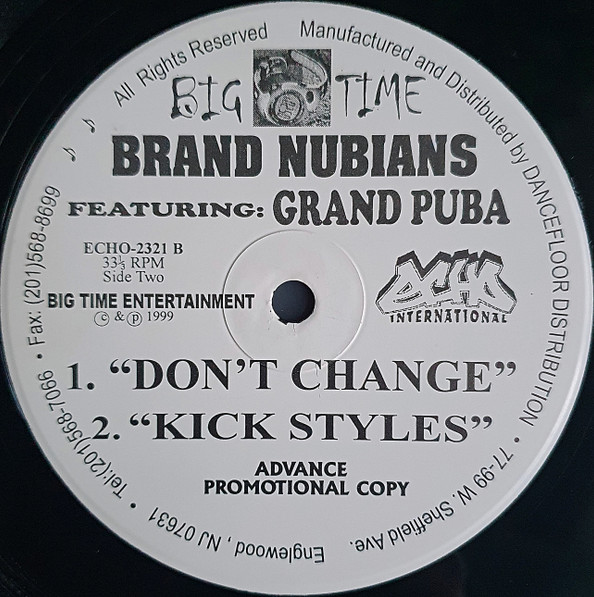 All Rights Reserved
Manufactured and Distributed by DANCEFLOOR DISTRIBUTION • 77-99 W. Sheffield Ave. Englewood, NJ 07631 • Tel:(201)568-7066 • Fax: (201)568-8699
BIG TIME
BRAND NUBIANS
FEATURING: GRAND PUBA
ECHO-2321 B
33⅓ RPM
Side Two
BIG TIME ENTERTAINMENT
© & ℗ 1999
ECHO
INTERNATIONAL
1. “DON’T CHANGE”
2. “KICK STYLES”
ADVANCE
PROMOTIONAL COPY